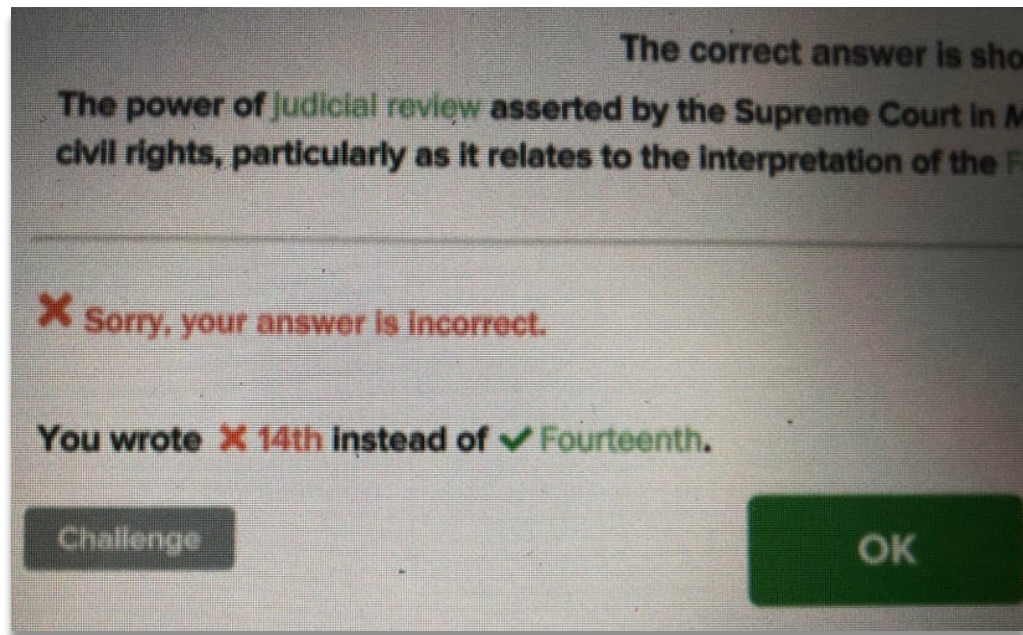 The correct answer is sho
The power of judicial review asserted by the Supreme Court in M
civil rights, particularly as it relates to the interpretation of the F
✖ Sorry, your answer is incorrect.
You wrote ✖ 14th instead of ✔ Fourteenth.
Challenge
OK